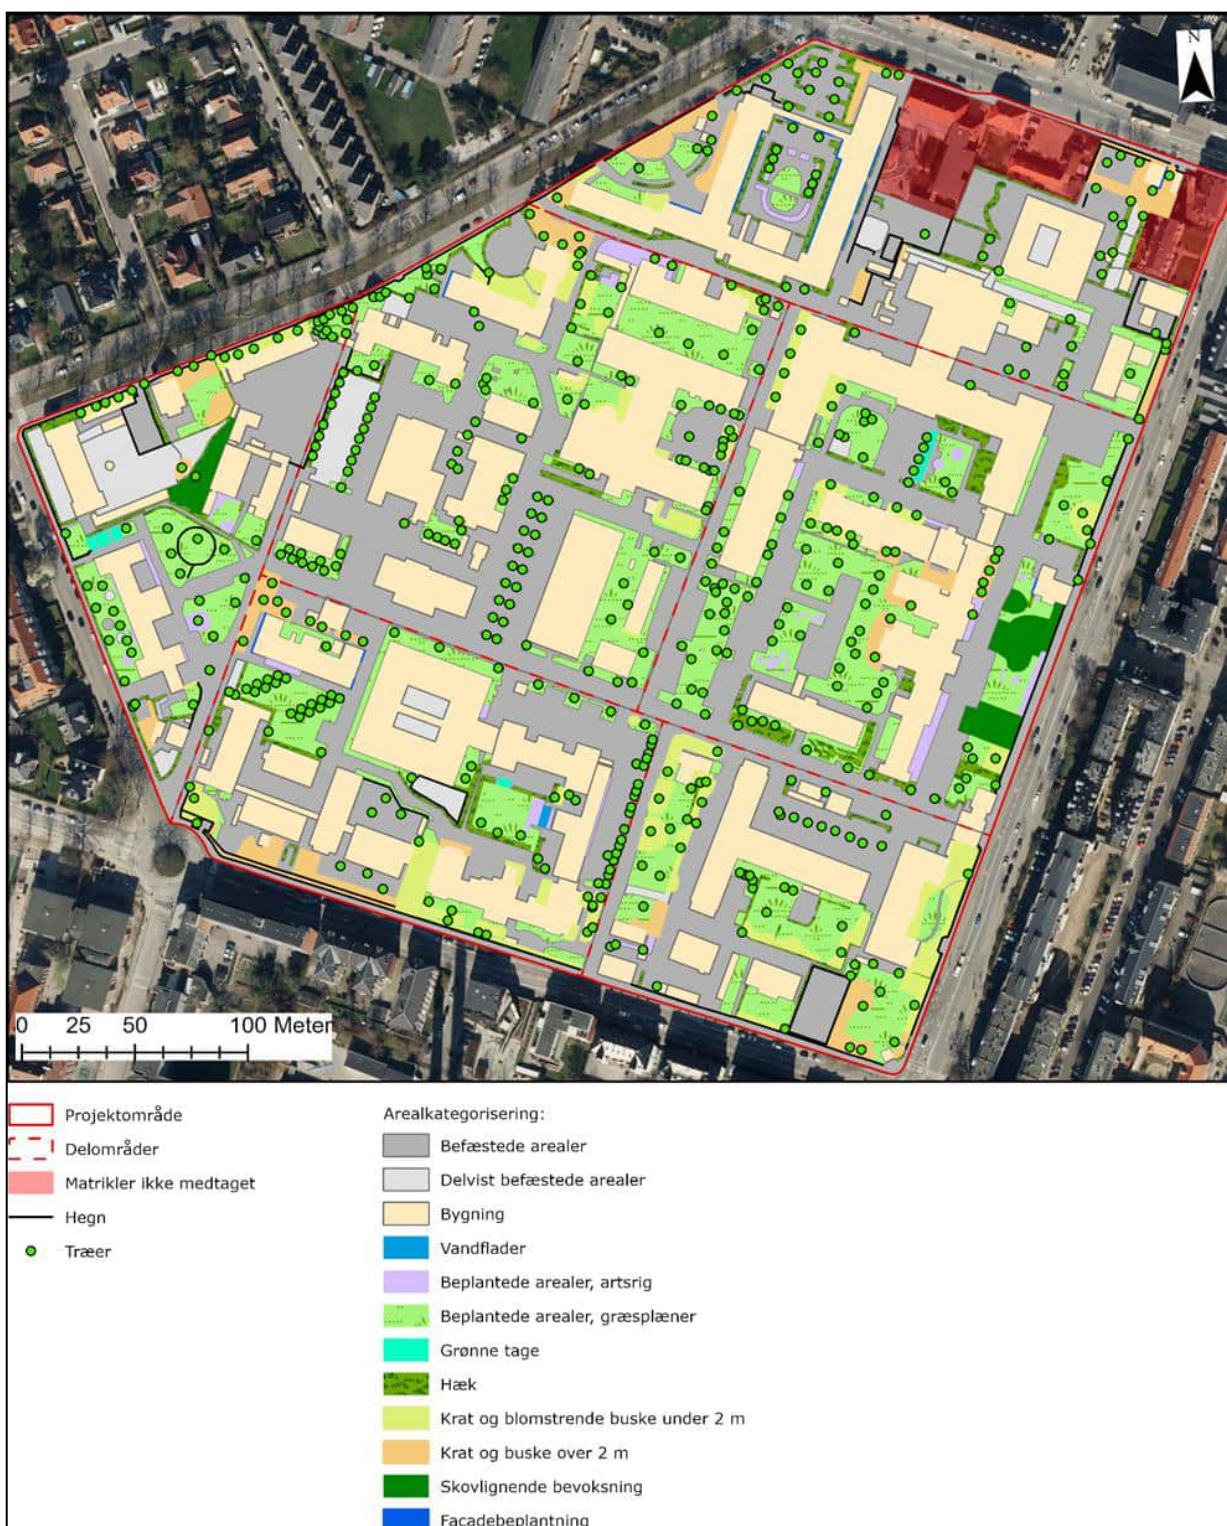 N
0 25 50 100 Meter
Projektområde
Delområder
Matrikler ikke medtaget
Hegn
Træer
Arealkategorisering:
Befæstede arealer
Delvist befæstede arealer
Bygning
Vandflader
Beplantede arealer, artsrig
Beplantede arealer, græsplæner
Grønne tage
Hæk
Krat og blomstrende buske under 2 m
Krat og buske over 2 m
Skovlignende bevoksning
Facadebeplantning